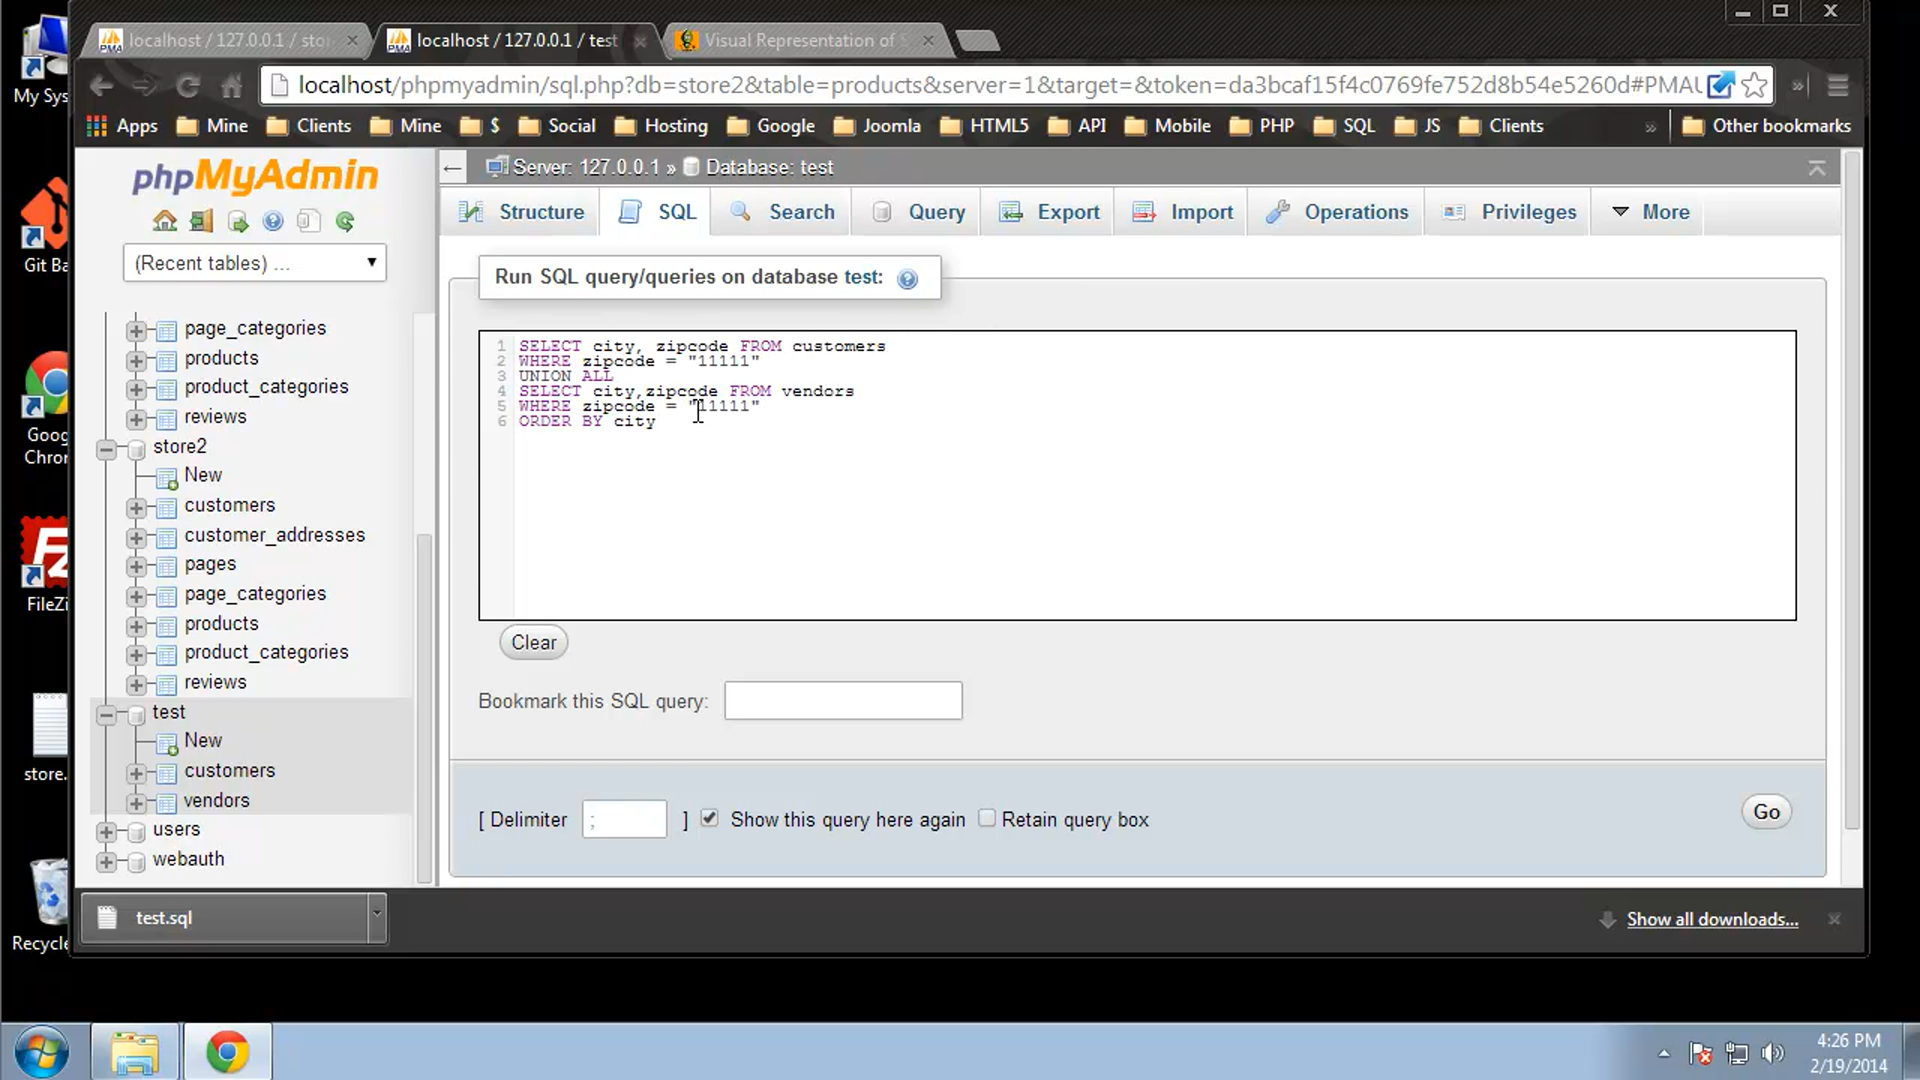 localhost / 127.0.0.1 / stor
localhost / 127.0.0.1 / test
Visual Representation of S
localhost/phpmyadmin/sql.php?db=store2&table=products&server=1&target=&token=da3bcaf15f4c0769fe752d8b54e5260d#PMAU
Apps Mine Clients Mine $ Social Hosting Google Joomla HTML5 API Mobile PHP SQL JS Clients » Other bookmarks
phpMyAdmin
(Recent tables) ...
page_categories
products
product_categories
reviews
store2
New
customers
customer_addresses
pages
page_categories
products
product_categories
reviews
test
New
customers
vendors
users
webauth
Server: 127.0.0.1 » Database: test
Structure SQL Search Query Export Import Operations Privileges More
Run SQL query/queries on database test:
1 SELECT city, zipcode FROM customers
2 WHERE zipcode = "11111"
3 UNION ALL
4 SELECT city,zipcode FROM vendors
5 WHERE zipcode = "11111"
6 ORDER BY city
Clear
Bookmark this SQL query:
[ Delimiter ; ] Show this query here again Retain query box
Go
test.sql
Show all downloads...
My Sys
Git Ba
Goog
Chron
FileZi
store.
Recycle
4:26 PM
2/19/2014